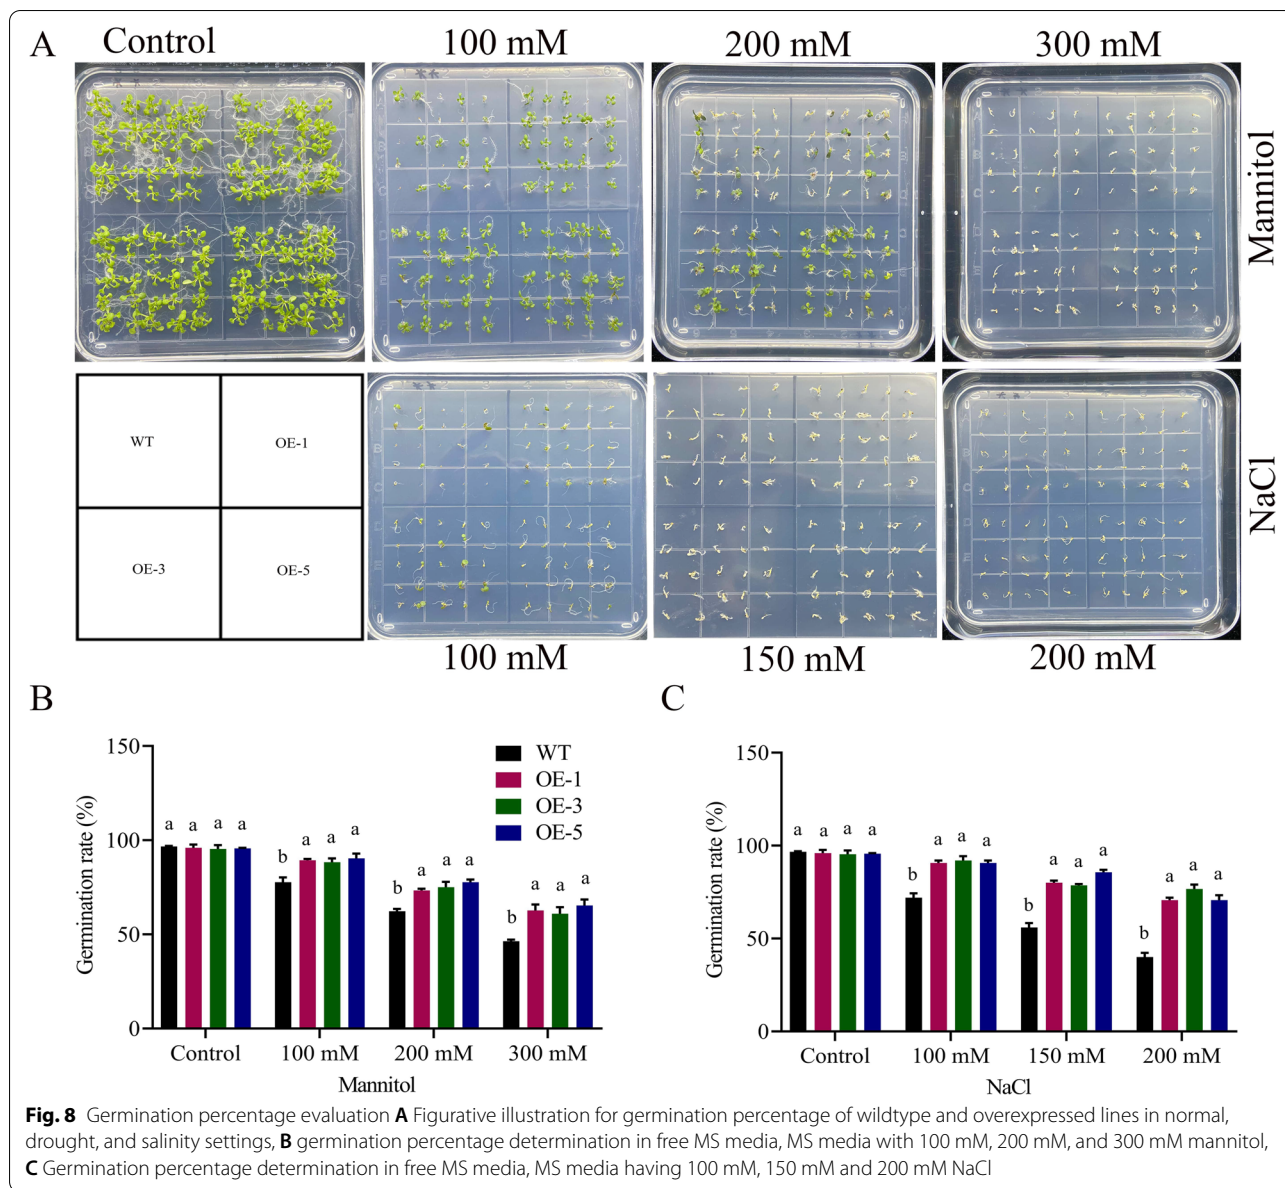 A
Control
100 mM
200 mM
300 mM
Mannitol
WT
OE-1
OE-3
OE-5
NaCl
100 mM
150 mM
200 mM
B
150
100
50
0
Germination rate (%)
WT
OE-1
OE-3
OE-5
a a a a
b a a a
b a a a
b a a a
Control
100 mM
200 mM
300 mM
Mannitol
C
150
100
50
0
Germination rate (%)
a a a a
b a a a
b a a a
b a a a
Control
100 mM
150 mM
200 mM
NaCl
Fig. 8 Germination percentage evaluation A Figurative illustration for germination percentage of wildtype and overexpressed lines in normal,
drought, and salinity settings, B germination percentage determination in free MS media, MS media with 100 mM, 200 mM, and 300 mM mannitol,
C Germination percentage determination in free MS media, MS media having 100 mM, 150 mM and 200 mM NaCl